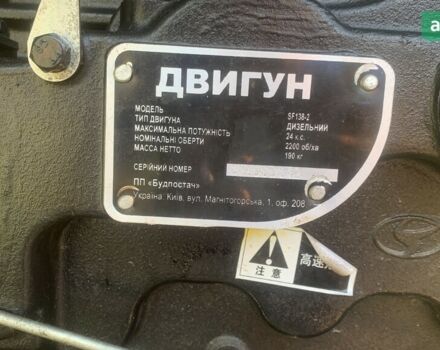 ДВИГУН
МОДЕЛЬ SF138-2
ТИП ДВИГУНА ДИЗЕЛЬНИЙ
МАКСИМАЛЬНА ПОТУЖНІСТЬ 24 к.с.
НОМІНАЛЬНІ ОБЕРТИ 2200 об/хв
МАССА НЕТТО 190 кг
СЕРІЙНИЙ НОМЕР
ПП «Будпостач»
Україна: Київ, вул. Магнітогорська, 1, оф. 208
注 意
高速